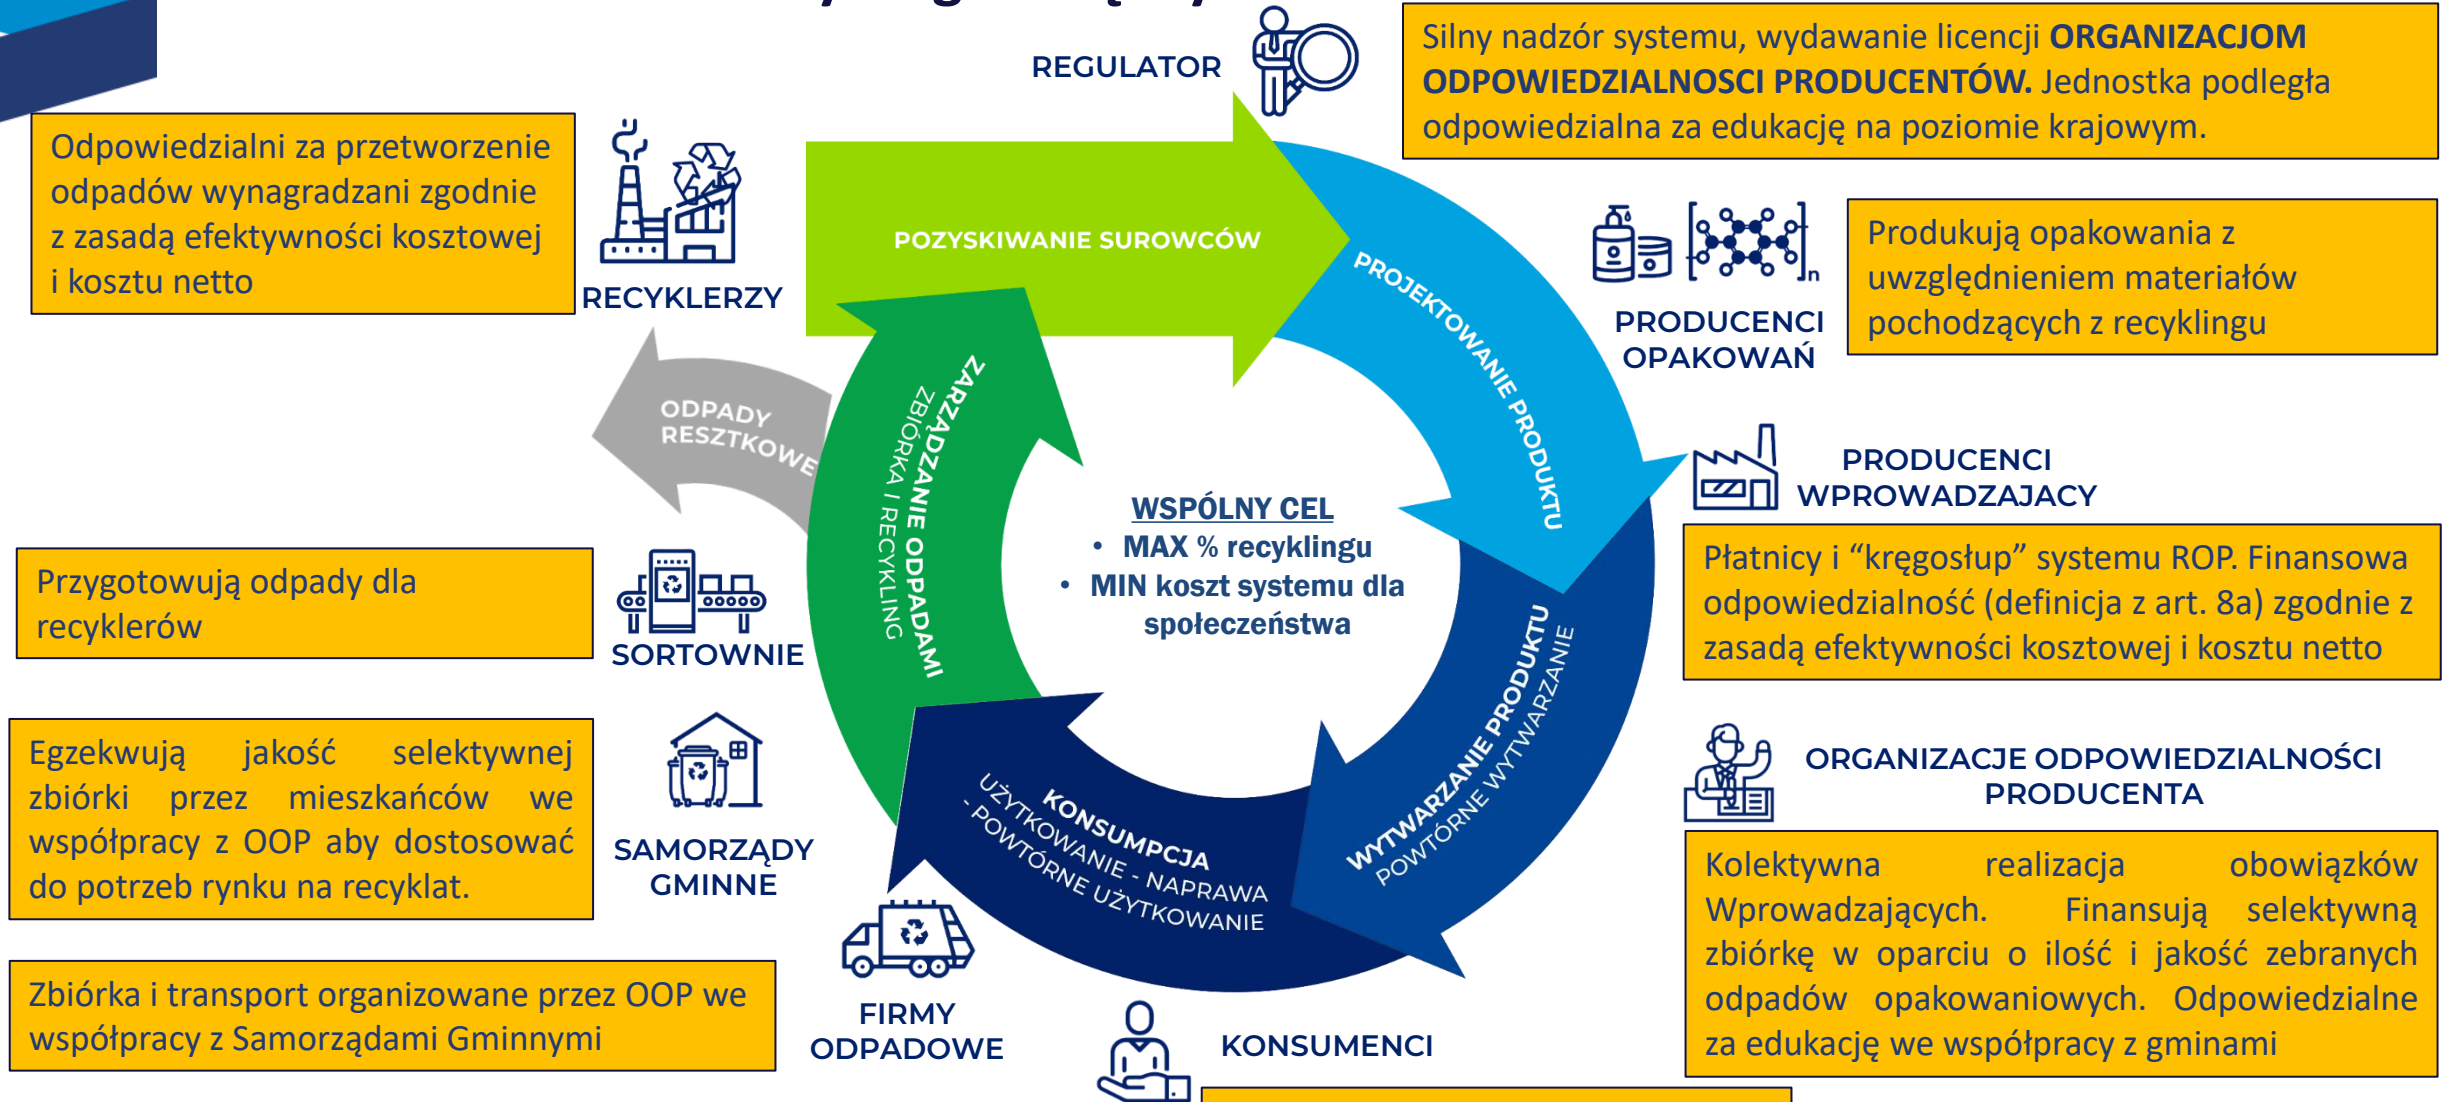 REGULATOR
Silny nadzór systemu, wydawanie licencji ORGANIZACJOM
ODPOWIEDZIALNOSCI PRODUCENTÓW. Jednostka podległa
odpowiedzialna za edukację na poziomie krajowym.
Odpowiedzialni za przetworzenie
odpadów wynagradzani zgodnie
z zasadą efektywności kosztowej
i kosztu netto
RECYKLERZY
POZYSKIWANIE SUROWCÓW
PROJEKTOWANIE PRODUKTU
n
PRODUCENCI
OPAKOWAŃ
Produkują opakowania z
uwzględnieniem materiałów
pochodzących z recyklingu
ODPADY
RESZTKOWE
ZARZĄDZANIE ODPADAMI
ZBIÓRKA I RECYKLING
WSPÓLNY CEL
• MAX % recyklingu
• MIN koszt systemu dla
społeczeństwa
PRODUCENCI
WPROWADZAJACY
Płatnicy i “kręgosłup” systemu ROP. Finansowa
odpowiedzialność (definicja z art. 8a) zgodnie z
zasadą efektywności kosztowej i kosztu netto
Przygotowują odpady dla
recyklerów
SORTOWNIE
WYTWARZANIE PRODUKTU
POWTÓRNE WYTWARZANIE
Egzekwują jakość selektywnej
zbiórki przez mieszkańców we
współpracy z OOP aby dostosować
do potrzeb rynku na recyklat.
SAMORZĄDY
GMINNE
KONSUMPCJA
UŻYTKOWANIE - NAPRAWA
- POWTÓRNE UŻYTKOWANIE
ORGANIZACJE ODPOWIEDZIALNOŚCI
PRODUCENTA
Kolektywna realizacja obowiązków
Wprowadzających. Finansują selektywną
zbiórkę w oparciu o ilość i jakość zebranych
odpadów opakowaniowych. Odpowiedzialne
za edukację we współpracy z gminami
Zbiórka i transport organizowane przez OOP we
współpracy z Samorządami Gminnymi
FIRMY
ODPADOWE
KONSUMENCI